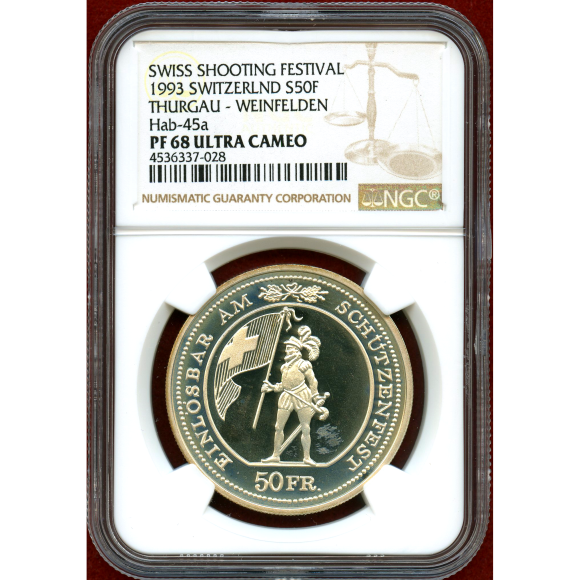 SWISS SHOOTING FESTIVAL
1993 SWITZERLND S50F
THURGAU - WEINFELDEN
Hab-45a
PF 68 ULTRA CAMEO
4536337-028
NUMISMATIC GUARANTY CORPORATION
NGC®
EINLÖSBAR AM SCHÜTZENFEST
50 FR.